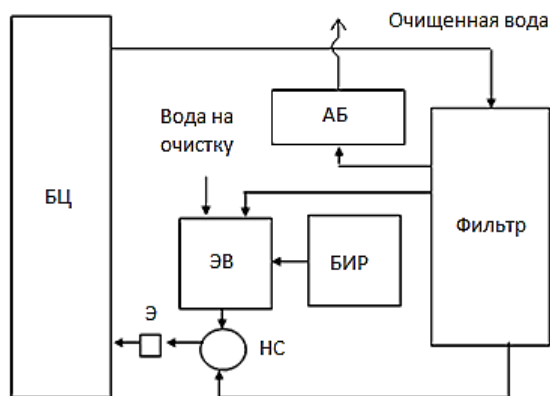 Очищенная вода
АБ
Вода на
очистку
БЦ
Фильтр
ЭВ
БИР
Э
НС